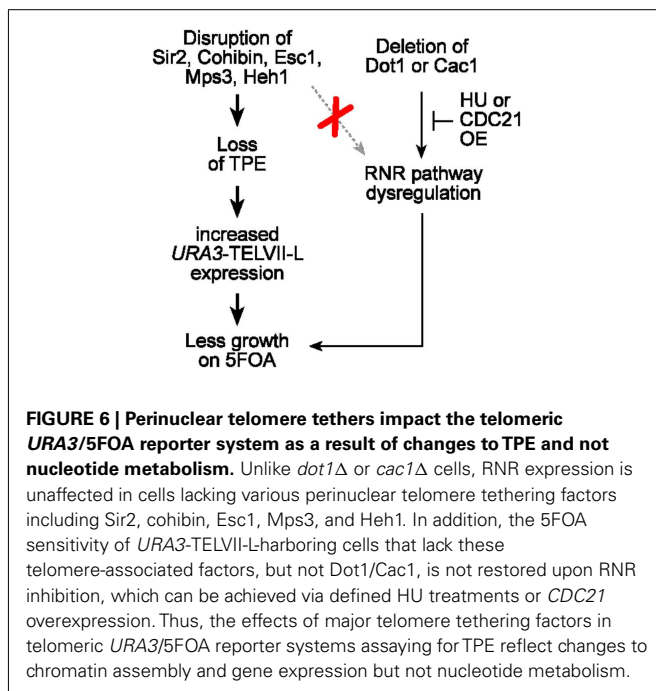 Disruption of
Sir2, Cohibin, Esc1,
Mps3, Heh1
Loss
of TPE
increased
URA3-TELVII-L
expression
Less growth
on 5FOA
Deletion of
Dot1 or Cac1
HU or
CDC21
OE
RNR pathway
dysregulation
FIGURE 6 | Perinuclear telomere tethers impact the telomeric
URA3/5FOA reporter system as a result of changes to TPE and not
nucleotide metabolism. Unlike dot1Δ or cac1Δ cells, RNR expression is
unaffected in cells lacking various perinuclear telomere tethering factors
including Sir2, cohibin, Esc1, Mps3, and Heh1. In addition, the 5FOA
sensitivity of URA3-TELVII-L-harboring cells that lack these
telomere-associated factors, but not Dot1/Cac1, is not restored upon RNR
inhibition, which can be achieved via defined HU treatments or CDC21
overexpression. Thus, the effects of major telomere tethering factors in
telomeric URA3/5FOA reporter systems assaying for TPE reflect changes to
chromatin assembly and gene expression but not nucleotide metabolism.